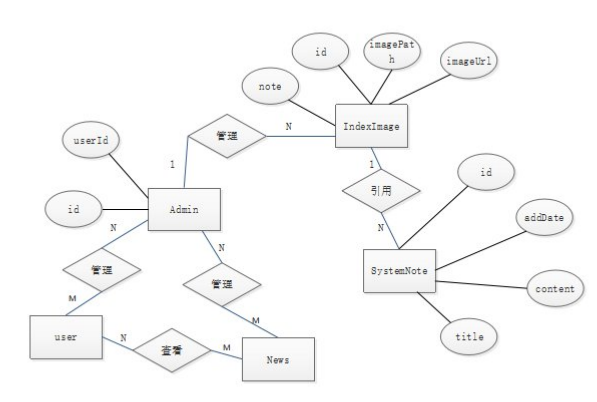 id
imagePat
h
imageUrl
note
IndexImage
管理
N
1
userId
id
Admin
1
引用
N
id
addDate
SystemNote
content
title
N
管理
M
N
管理
M
user
N
查看
M
News